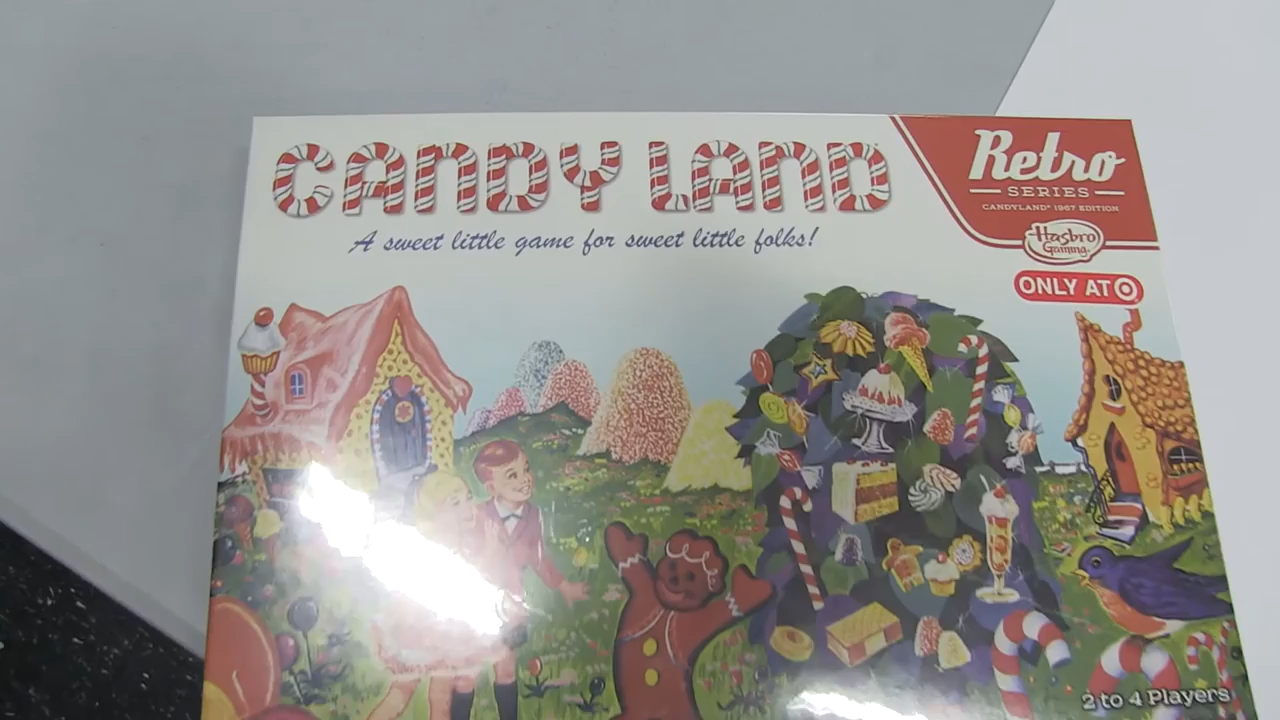 CANDY LAND
A sweet little game for sweet little folks!
Retro
SERIES
CANDYLAND® 1967 EDITION
Hasbro
Gaming
ONLY AT
2 to 4 Players